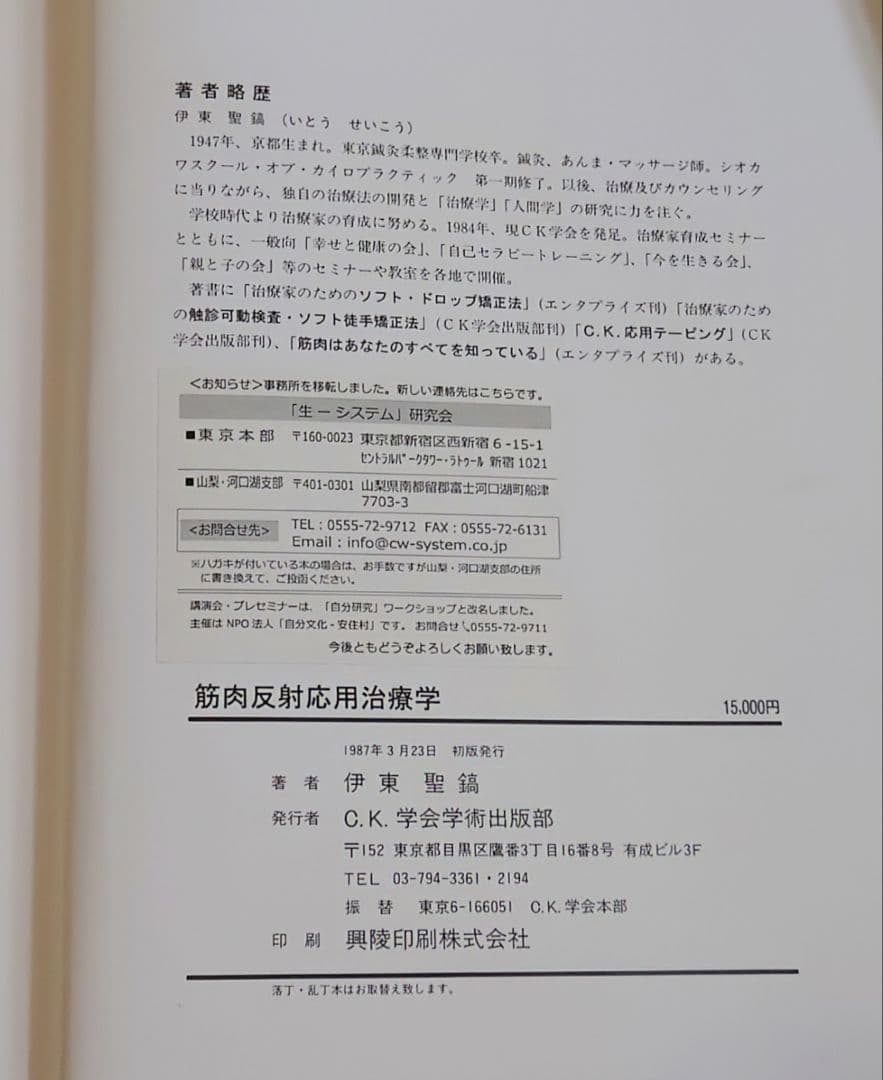 著者略歴
伊東 聖鎬 (いとう せいこう)
1947年、京都生まれ。東京鍼灸柔整専門学校卒。鍼灸、あんま・マッサージ師。シオカ
ワスクール・オブ・カイロプラクティック 第一期修了。以後、治療及びカウンセリング
に当りながら、独自の治療法の開発と「治療学」「人間学」の研究に力を注ぐ。
学校時代より治療家の育成に努める。1984年、現CK学会を発足。治療家育成セミナー
とともに、一般向「幸せと健康の会」、「自己セラピートレーニング」、「今を生きる会」、
「親と子の会」等のセミナーや教室を各地で開催。
著書に「治療家のためのソフト・ドロップ矯正法」(エンタプライズ刊)「治療家のため
の触診可動検査・ソフト徒手矯正法」(CK学会出版部刊)「C.K.応用テーピング」(CK
学会出版部刊)、「筋肉はあなたのすべてを知っている」(エンタプライズ刊) がある。
<お知らせ>事務所を移転しました。新しい連絡先はこちらです。
「生ーシステム」研究会
■東京本部 〒160-0023 東京都新宿区西新宿6-15-1
セントラルパークタワー・ラトゥール 新宿 1021
■山梨・河口湖支部 〒401-0301 山梨県南都留郡富士河口湖町船津
7703-3
<お問合せ先> TEL:0555-72-9712 FAX:0555-72-6131
Email:info@cw-system.co.jp
※ハガキが付いている本の場合は、お手数ですが山梨・河口湖支部の住所
に書き換えて、ご投函ください。
講演会・プレセミナーは、「自分研究」ワークショップと改名しました。
主催は NPO 法人「自分文化-安住村」です。 お問合せ📞0555-72-9711
今後ともどうぞよろしくお願い致します。
筋肉反射応用治療学 15,000円
1987年3月23日 初版発行
著者 伊東 聖鎬
発行者 C.K.学会学術出版部
〒152 東京都目黒区鷹番3丁目16番8号 有成ビル3F
TEL 03-794-3361・2194
振替 東京6-166051 C.K.学会本部
印刷 興陵印刷株式会社
落丁・乱丁本はお取替え致します。